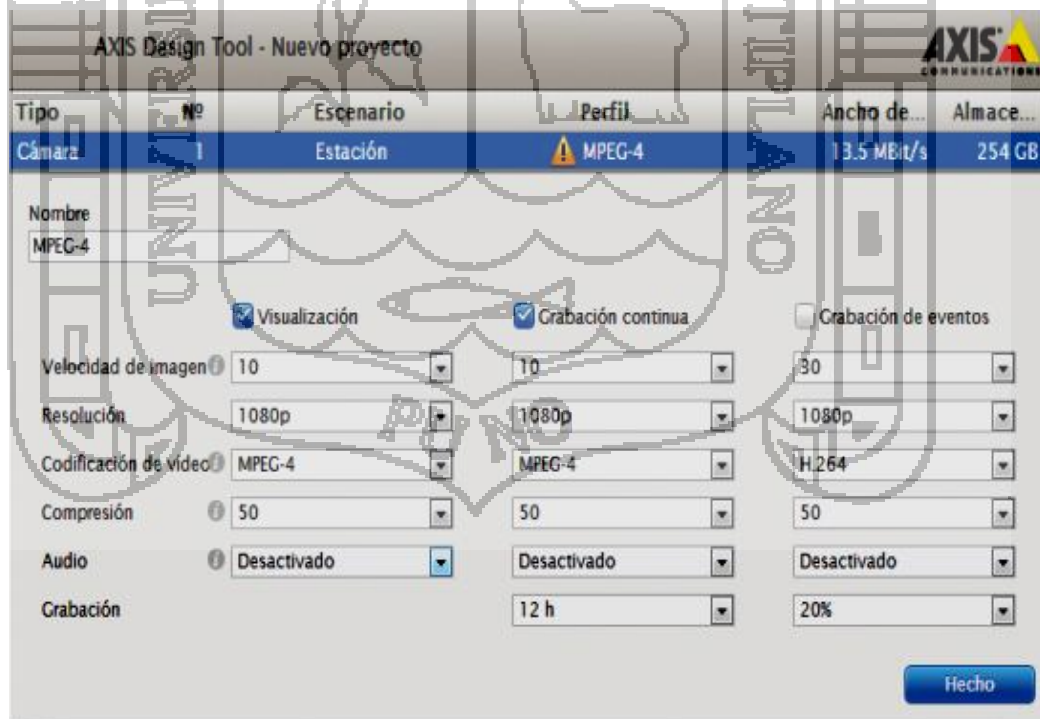 AXIS Design Tool - Nuevo proyecto
AXIS
COMMUNICATIONS
Tipo Nº Escenario Perfil Ancho de... Almace...
Cámara 1 Estación MPEG-4 13.5 MBit/s 254 GB
Nombre
MPEG-4
Visualización Grabación continua Grabación de eventos
Velocidad de imagen 10 10 30
Resolución 1080p 1080p 1080p
Codificación de vídeo MPEG-4 MPEG-4 H.264
Compresión 50 50 50
Audio Desactivado Desactivado Desactivado
Grabación 12 h 20%
Hecho
PUNO